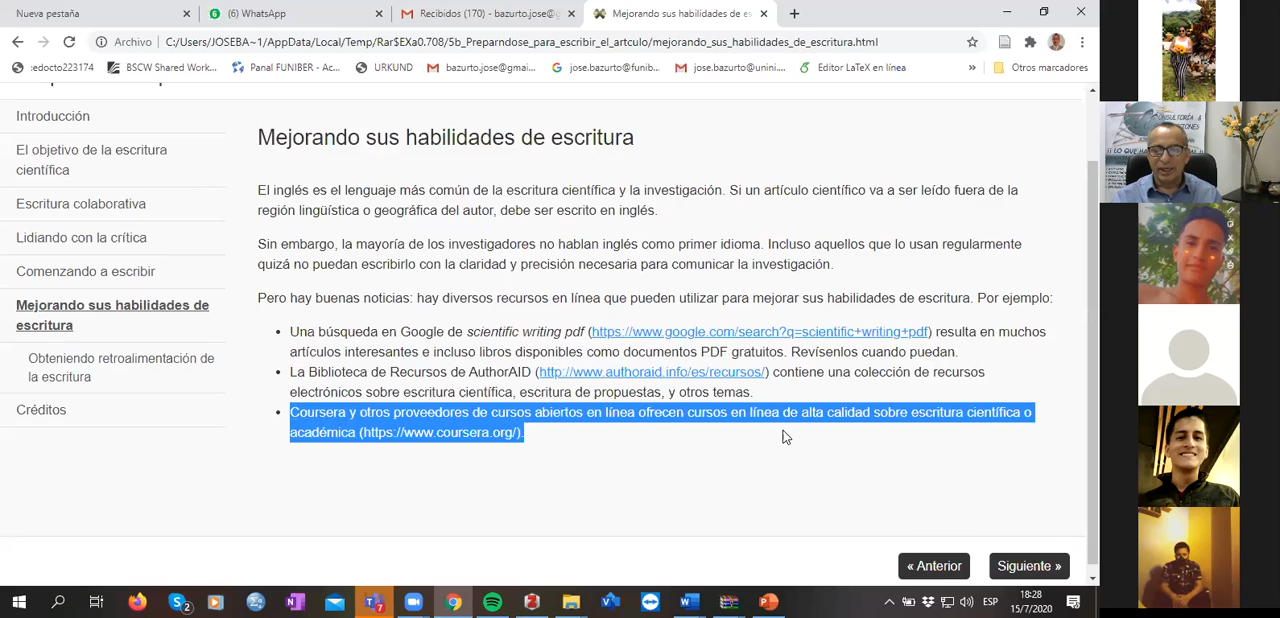 Nueva pestaña
(6) WhatsApp
Recibidos (170) - bazurto.jose@g
Mejorando sus habilidades de es
Archivo
C:/Users/JOSEBA~1/AppData/Local/Temp/Rar$EXa0.708/5b_Preparndose_para_escribir_el_artculo/mejorando_sus_habilidades_de_escritura.html
:edocto223174
BSCW Shared Work...
Panal FUNIBER - Ac...
URKUND
bazurto.jose@gmai...
jose.bazurto@funib...
jose.bazurto@unini...
Editor LaTeX en línea
»
Otros marcadores
Introducción
El objetivo de la escritura
científica
Escritura colaborativa
Lidiando con la crítica
Comenzando a escribir
Mejorando sus habilidades de
escritura
Obteniendo retroalimentación de
la escritura
Créditos
Mejorando sus habilidades de escritura
El inglés es el lenguaje más común de la escritura científica y la investigación. Si un artículo científico va a ser leído fuera de la
región lingüística o geográfica del autor, debe ser escrito en inglés.
Sin embargo, la mayoría de los investigadores no hablan inglés como primer idioma. Incluso aquellos que lo usan regularmente
quizá no puedan escribirlo con la claridad y precisión necesaria para comunicar la investigación.
Pero hay buenas noticias: hay diversos recursos en línea que pueden utilizar para mejorar sus habilidades de escritura. Por ejemplo:
• Una búsqueda en Google de scientific writing pdf (https://www.google.com/search?q=scientific+writing+pdf) resulta en muchos
artículos interesantes e incluso libros disponibles como documentos PDF gratuitos. Revísenlos cuando puedan.
• La Biblioteca de Recursos de AuthorAID (http://www.authoraid.info/es/recursos/) contiene una colección de recursos
electrónicos sobre escritura científica, escritura de propuestas, y otros temas.
• Coursera y otros proveedores de cursos abiertos en línea ofrecen cursos en línea de alta calidad sobre escritura científica o
académica (https://www.coursera.org/).
« Anterior
Siguiente »
ESP
18:28
15/7/2020